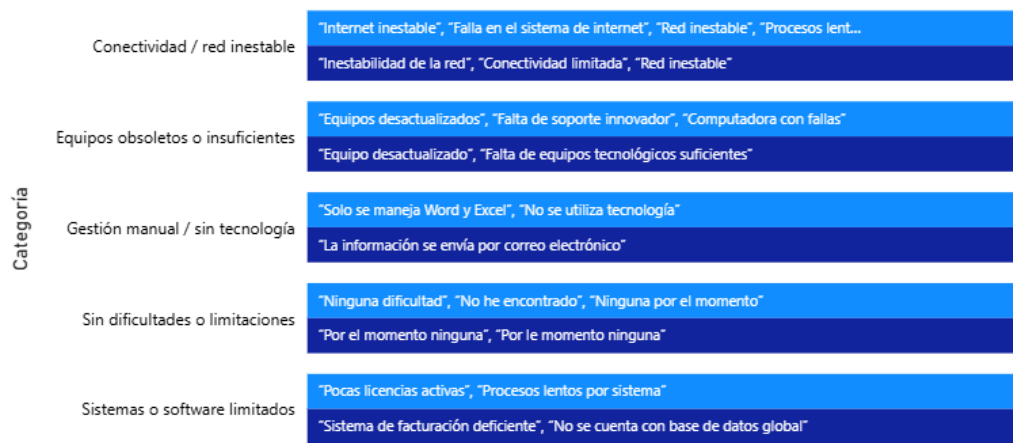 Categoría
Conectividad / red inestable
"Internet inestable", "Falla en el sistema de internet", "Red inestable", "Procesos lent...
"Inestabilidad de la red", "Conectividad limitada", "Red inestable"
Equipos obsoletos o insuficientes
"Equipos desactualizados", "Falta de soporte innovador", "Computadora con fallas"
"Equipo desactualizado", "Falta de equipos tecnológicos suficientes"
Gestión manual / sin tecnología
"Solo se maneja Word y Excel", "No se utiliza tecnología"
"La información se envía por correo electrónico"
Sin dificultades o limitaciones
"Ninguna dificultad", "No he encontrado", "Ninguna por el momento"
"Por el momento ninguna", "Por le momento ninguna"
Sistemas o software limitados
"Pocas licencias activas", "Procesos lentos por sistema"
"Sistema de facturación deficiente", "No se cuenta con base de datos global"